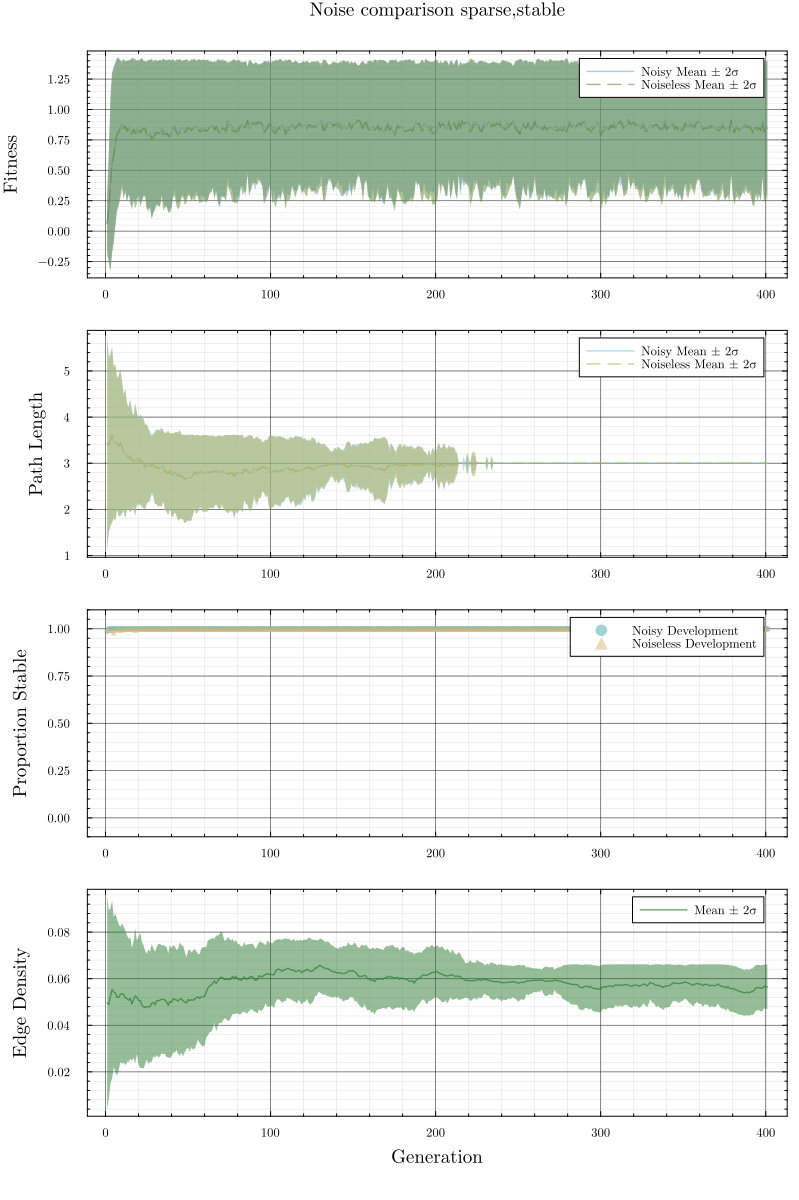 Noise comparison sparse,stable
Fitness
1.25
1.00
0.75
0.50
0.25
0.00
−0.25
Noisy Mean ± 2σ
Noiseless Mean ± 2σ
0 100 200 300 400
Path Length
5
4
3
2
1
Noisy Mean ± 2σ
Noiseless Mean ± 2σ
0 100 200 300 400
Proportion Stable
1.00
0.75
0.50
0.25
0.00
Noisy Development
Noiseless Development
0 100 200 300 400
Edge Density
0.08
0.06
0.04
0.02
Mean ± 2σ
0 100 200 300 400
Generation